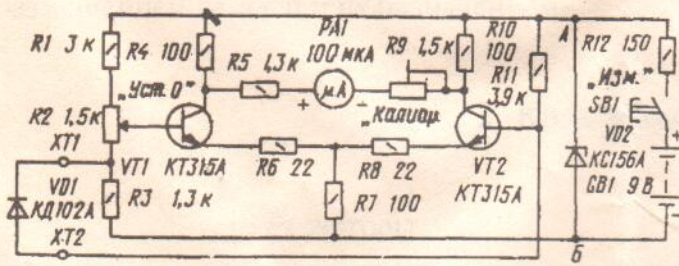 R1 3 к
R4 100
R5 1,3 к
PA1
100 мкА
μA
+ −
R9 1,5 к
R10
100
R11
3,9 к
A
R12 150
„Уст. 0"
„Калибр.
„Изм."
SB1
R2 1,5 к
XT1
VD1
КД102А
XT2
VT1
КТ315А
R3 1,3 к
R6 22
R8 22
R7 100
VT2
КТ315А
VD2
КС156А
GB1 9 В
+
−
Б